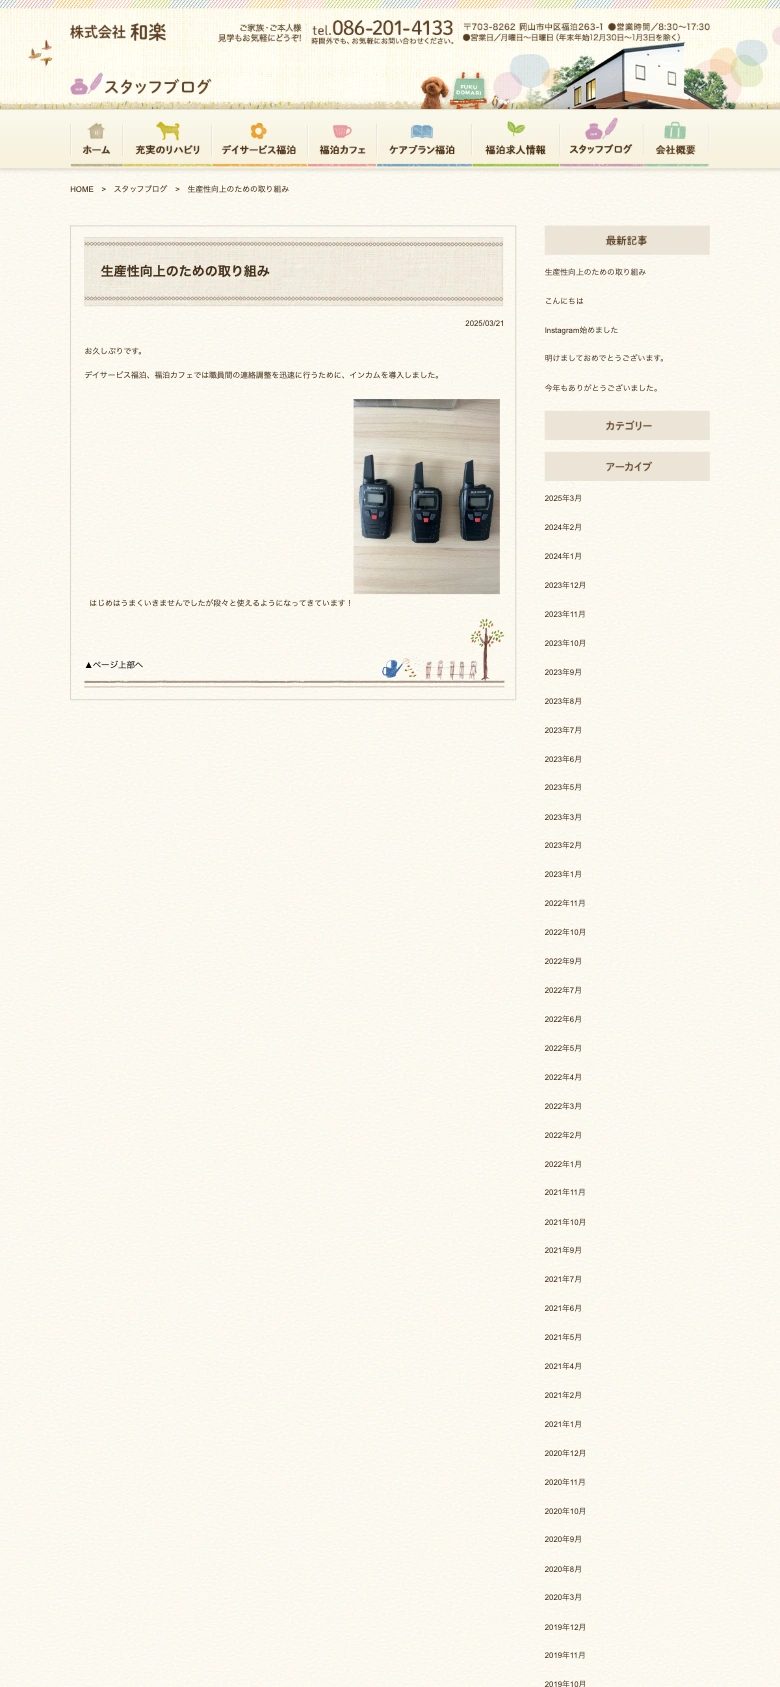 株式会社 和楽
ご家族・ご本人様
見学もお気軽にどうぞ!
tel.086-201-4133
時間外でも、お気軽にお問い合わせください。
〒703-8262 岡山市中区福泊263-1 ●営業時間／8:30〜17:30
●営業日／月曜日〜日曜日（年末年始12月30日〜1月3日を除く）
スタッフブログ
FUKU
DOMARI
ホーム
充実のリハビリ
デイサービス福泊
福泊カフェ
ケアプラン福泊
福泊求人情報
スタッフブログ
会社概要
HOME > スタッフブログ > 生産性向上のための取り組み
生産性向上のための取り組み
2025/03/21
お久しぶりです。
デイサービス福泊、福泊カフェでは職員間の連絡調整を迅速に行うために、インカムを導入しました。
はじめはうまくいきませんでしたが段々と使えるようになってきています！
▲ページ上部へ
最新記事
生産性向上のための取り組み
こんにちは
Instagram始めました
明けましておめでとうございます。
今年もありがとうございました。
カテゴリー
アーカイブ
2025年3月
2024年2月
2024年1月
2023年12月
2023年11月
2023年10月
2023年9月
2023年8月
2023年7月
2023年6月
2023年5月
2023年3月
2023年2月
2023年1月
2022年11月
2022年10月
2022年9月
2022年7月
2022年6月
2022年5月
2022年4月
2022年3月
2022年2月
2022年1月
2021年11月
2021年10月
2021年9月
2021年7月
2021年6月
2021年5月
2021年4月
2021年2月
2021年1月
2020年12月
2020年11月
2020年10月
2020年9月
2020年8月
2020年3月
2019年12月
2019年11月
2019年10月